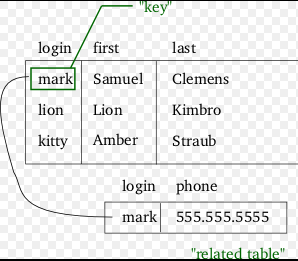 "key"
login first last
mark Samuel Clemens
lion Lion Kimbro
kitty Amber Straub
login phone
mark 555.555.5555
"related table"